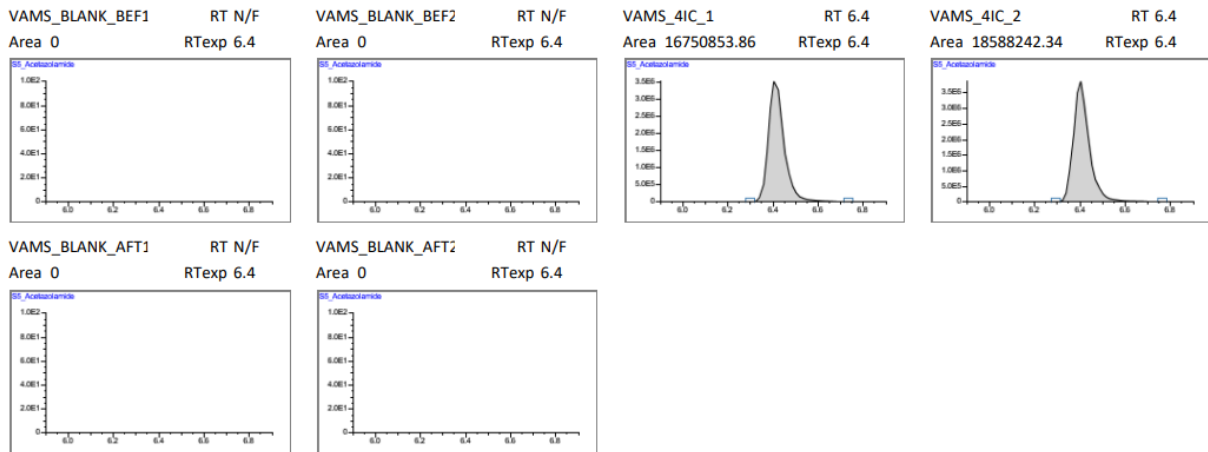 VAMS_BLANK_BEF1 RT N/F
Area 0 RTexp 6.4
S5_Acetazolamide
1.0E2
8.0E1
6.0E1
4.0E1
2.0E1
0
6.0 6.2 6.4 6.6 6.8
VAMS_BLANK_BEF2 RT N/F
Area 0 RTexp 6.4
S5_Acetazolamide
1.0E2
8.0E1
6.0E1
4.0E1
2.0E1
0
6.0 6.2 6.4 6.6 6.8
VAMS_4IC_1 RT 6.4
Area 16750853.86 RTexp 6.4
S5_Acetazolamide
3.5E6
3.0E6
2.5E6
2.0E6
1.5E6
1.0E6
5.0E5
0
6.0 6.2 6.4 6.6 6.8
VAMS_4IC_2 RT 6.4
Area 18588242.34 RTexp 6.4
S5_Acetazolamide
3.5E6
3.0E6
2.5E6
2.0E6
1.5E6
1.0E6
5.0E5
0
6.0 6.2 6.4 6.6 6.8
VAMS_BLANK_AFT1 RT N/F
Area 0 RTexp 6.4
S5_Acetazolamide
1.0E2
8.0E1
6.0E1
4.0E1
2.0E1
0
6.0 6.2 6.4 6.6 6.8
VAMS_BLANK_AFT2 RT N/F
Area 0 RTexp 6.4
S5_Acetazolamide
1.0E2
8.0E1
6.0E1
4.0E1
2.0E1
0
6.0 6.2 6.4 6.6 6.8